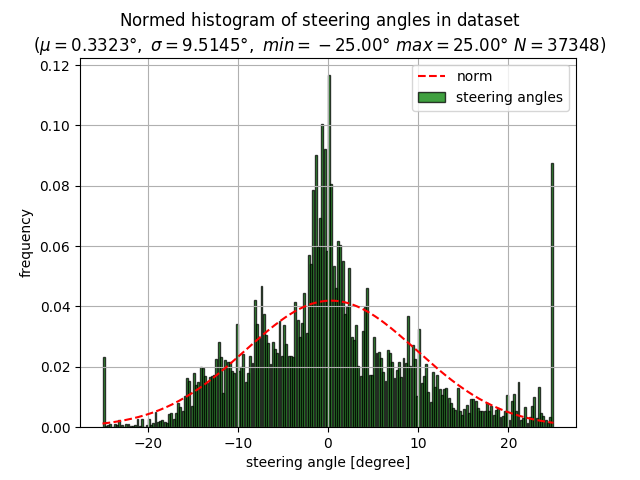 Normed histogram of steering angles in dataset
(μ = 0.3323°, σ = 9.5145°, min = −25.00° max = 25.00° N = 37348)
norm
steering angles
0.12
0.10
0.08
0.06
0.04
0.02
0.00
frequency
−20 −10 0 10 20
steering angle [degree]